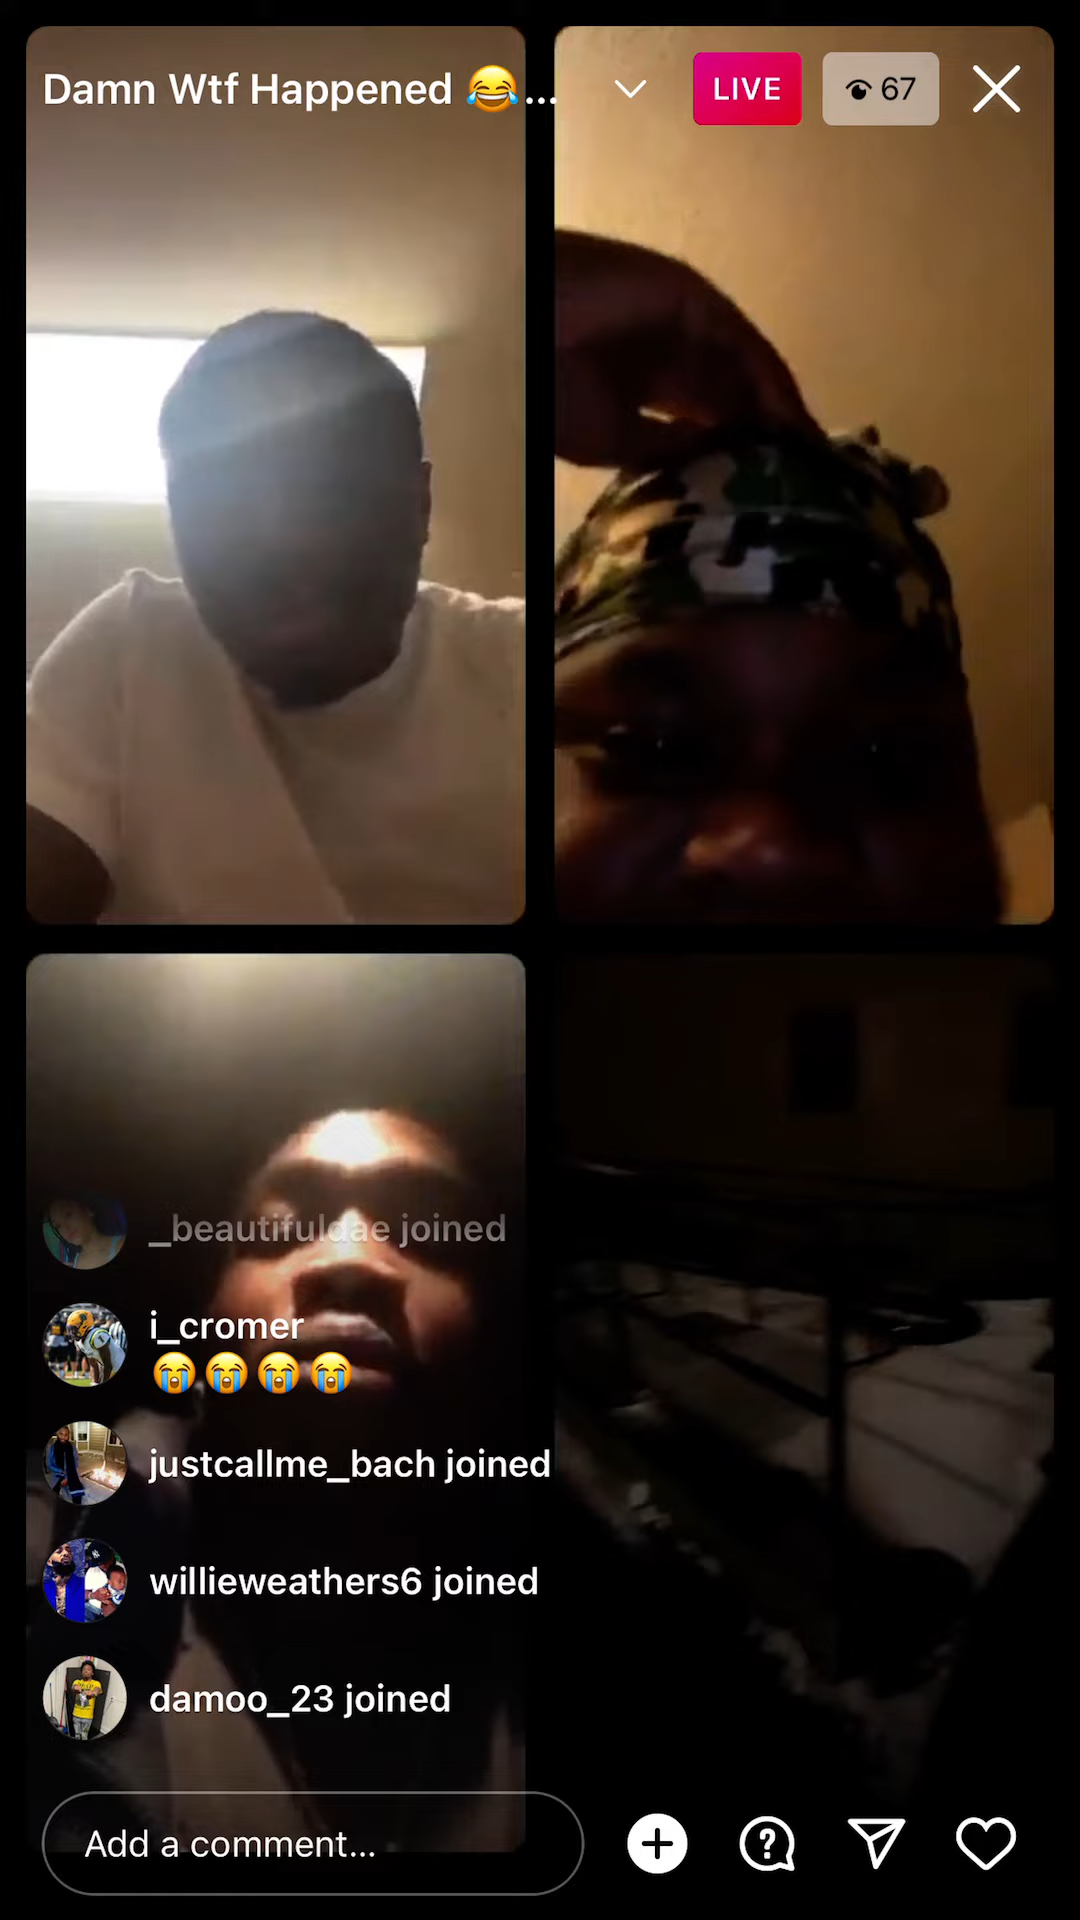 Damn Wtf Happened 😂...
LIVE
67
_beautifuldae joined
i_cromer
😭😭😭😭
justcallme_bach joined
willieweathers6 joined
damoo_23 joined
Add a comment...